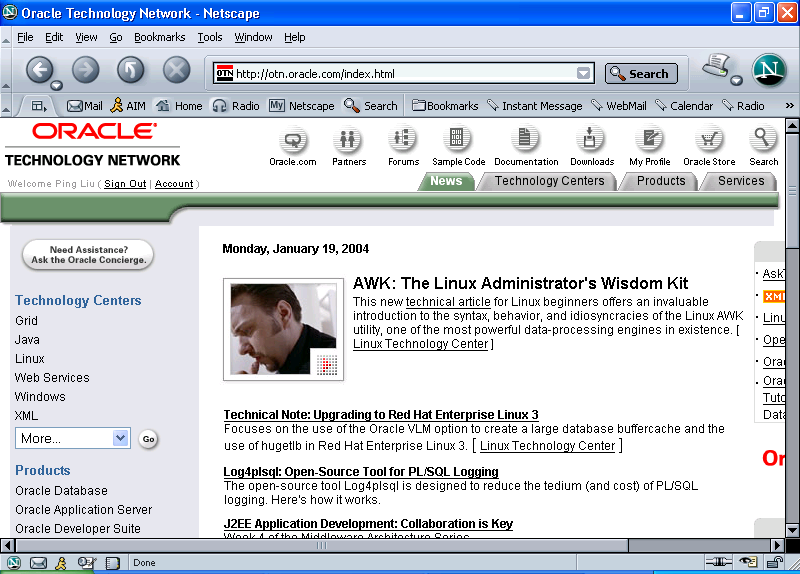 Oracle Technology Network - Netscape
File Edit View Go Bookmarks Tools Window Help
OTN http://otn.oracle.com/index.html Search N
Mail AIM Home Radio My Netscape Search Bookmarks Instant Message WebMail Calendar Radio »
ORACLE®
TECHNOLOGY NETWORK
Oracle.com Partners Forums Sample Code Documentation Downloads My Profile Oracle Store Search
Welcome Ping Liu ( Sign Out | Account )
News Technology Centers Products Services
Need Assistance?
Ask the Oracle Concierge.
Technology Centers
Grid
Java
Linux
Web Services
Windows
XML
More... Go
Products
Oracle Database
Oracle Application Server
Oracle Developer Suite
Monday, January 19, 2004
AWK: The Linux Administrator's Wisdom Kit
This new technical article for Linux beginners offers an invaluable
introduction to the syntax, behavior, and idiosyncracies of the Linux AWK
utility, one of the most powerful data-processing engines in existence. [
Linux Technology Center ]
Technical Note: Upgrading to Red Hat Enterprise Linux 3
Focuses on the use of the Oracle VLM option to create a large database buffercache and the
use of hugetlb in Red Hat Enterprise Linux 3. [ Linux Technology Center ]
Log4plsql: Open-Source Tool for PL/SQL Logging
The open-source tool Log4plsql is designed to reduce the tedium (and cost) of PL/SQL
logging. Here's how it works.
J2EE Application Development: Collaboration is Key
Week 4 of the Middleware Architecture Series
· Ask
· XML
· Linu
· Ope
· Orac
· Orac
Tuto
Data
Or
Done